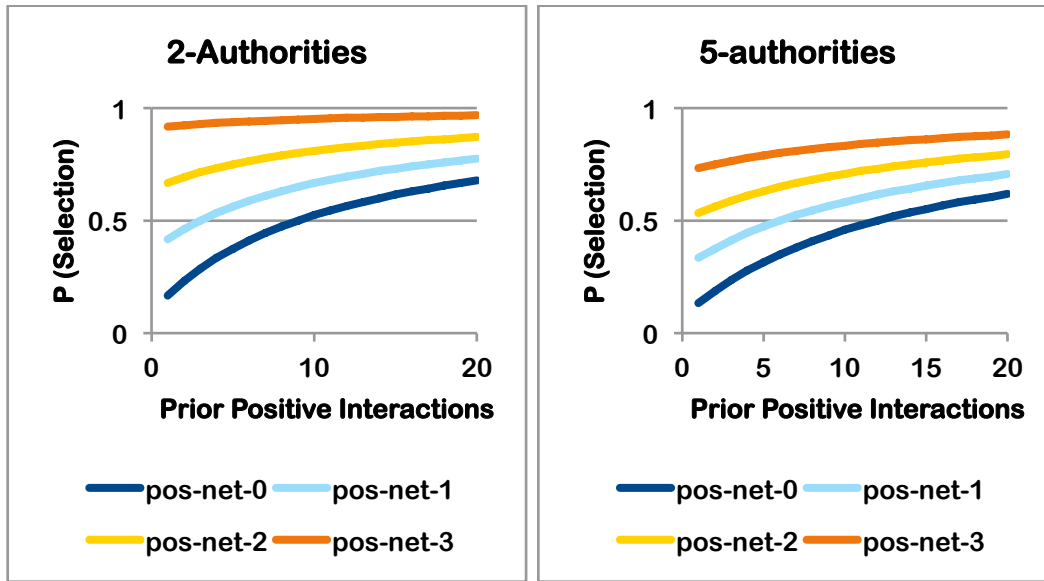 2-Authorities
P (Selection)
1
0.5
0
0 10 20
Prior Positive Interactions
pos-net-0 pos-net-1
pos-net-2 pos-net-3
5-authorities
P (Selection)
1
0.5
0
0 5 10 15 20
Prior Positive Interactions
pos-net-0 pos-net-1
pos-net-2 pos-net-3